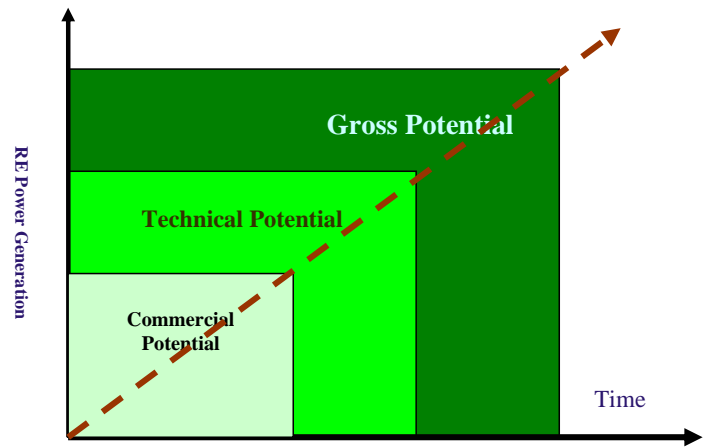 Gross Potential
RE Power Generation
Technical Potential
Commercial
Potential
Time